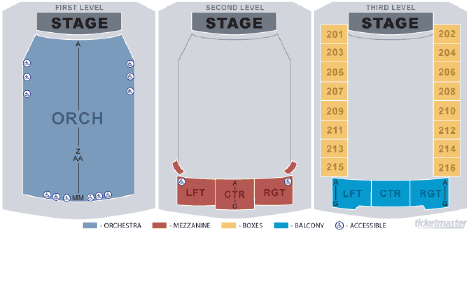 FIRST LEVEL
STAGE
A
ORCH
Z
AA
MM
SECOND LEVEL
STAGE
LFT
A
CTR
G
RGT
THIRD LEVEL
STAGE
201 202
203 204
205 206
207 208
209 210
211 212
213 214
215 216
A A
LFT CTR RGT
G G
- ORCHESTRA - MEZZANINE - BOXES - BALCONY - ACCESSIBLE
ticketmaster